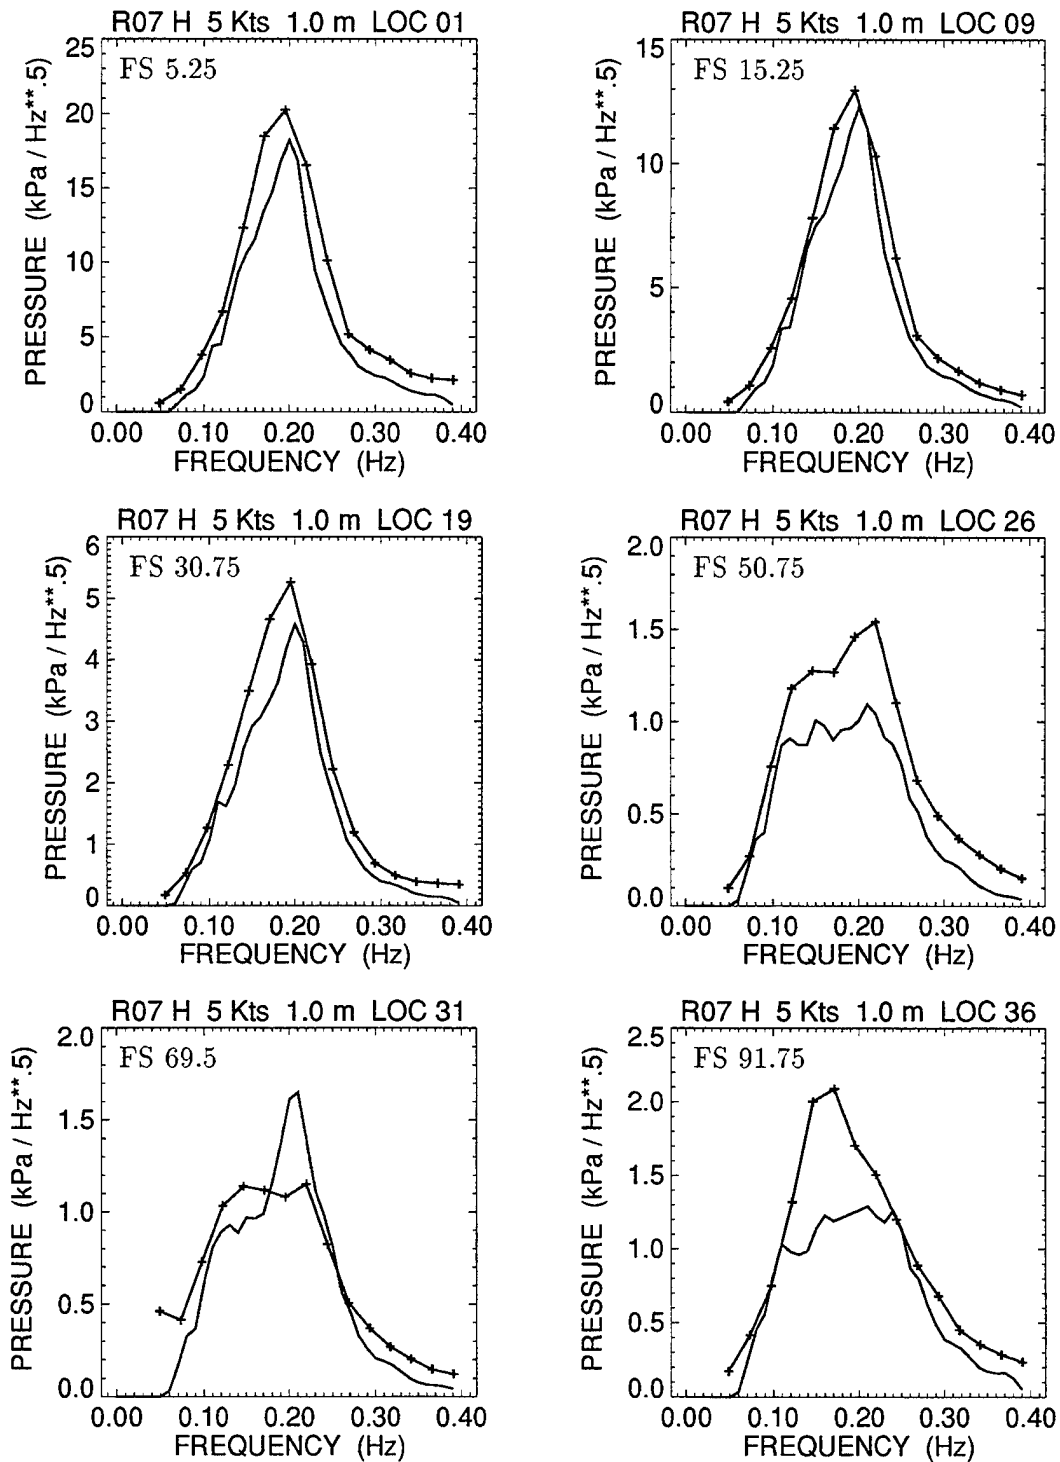 R07 H 5 Kts 1.0 m LOC 01
FS 5.25
PRESSURE (kPa / Hz**.5)
25
20
15
10
5
0
0.00 0.10 0.20 0.30 0.40
FREQUENCY (Hz)
R07 H 5 Kts 1.0 m LOC 09
FS 15.25
PRESSURE (kPa / Hz**.5)
15
10
5
0
0.00 0.10 0.20 0.30 0.40
FREQUENCY (Hz)
R07 H 5 Kts 1.0 m LOC 19
FS 30.75
PRESSURE (kPa / Hz**.5)
6
5
4
3
2
1
0
0.00 0.10 0.20 0.30 0.40
FREQUENCY (Hz)
R07 H 5 Kts 1.0 m LOC 26
FS 50.75
PRESSURE (kPa / Hz**.5)
2.0
1.5
1.0
0.5
0.0
0.00 0.10 0.20 0.30 0.40
FREQUENCY (Hz)
R07 H 5 Kts 1.0 m LOC 31
FS 69.5
PRESSURE (kPa / Hz**.5)
2.0
1.5
1.0
0.5
0.0
0.00 0.10 0.20 0.30 0.40
FREQUENCY (Hz)
R07 H 5 Kts 1.0 m LOC 36
FS 91.75
PRESSURE (kPa / Hz**.5)
2.5
2.0
1.5
1.0
0.5
0.0
0.00 0.10 0.20 0.30 0.40
FREQUENCY (Hz)